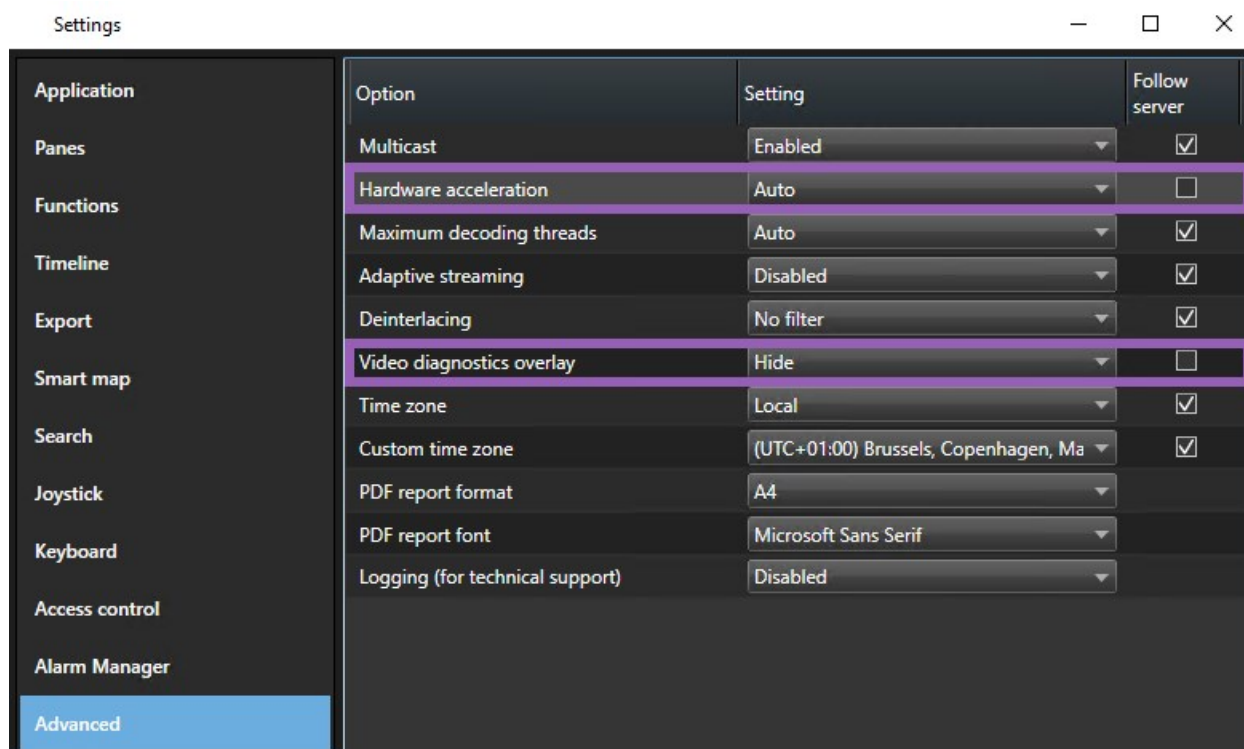 Settings
Application
Panes
Functions
Timeline
Export
Smart map
Search
Joystick
Keyboard
Access control
Alarm Manager
Advanced
Option Setting Follow server
Multicast Enabled
Hardware acceleration Auto
Maximum decoding threads Auto
Adaptive streaming Disabled
Deinterlacing No filter
Video diagnostics overlay Hide
Time zone Local
Custom time zone (UTC+01:00) Brussels, Copenhagen, Ma
PDF report format A4
PDF report font Microsoft Sans Serif
Logging (for technical support) Disabled